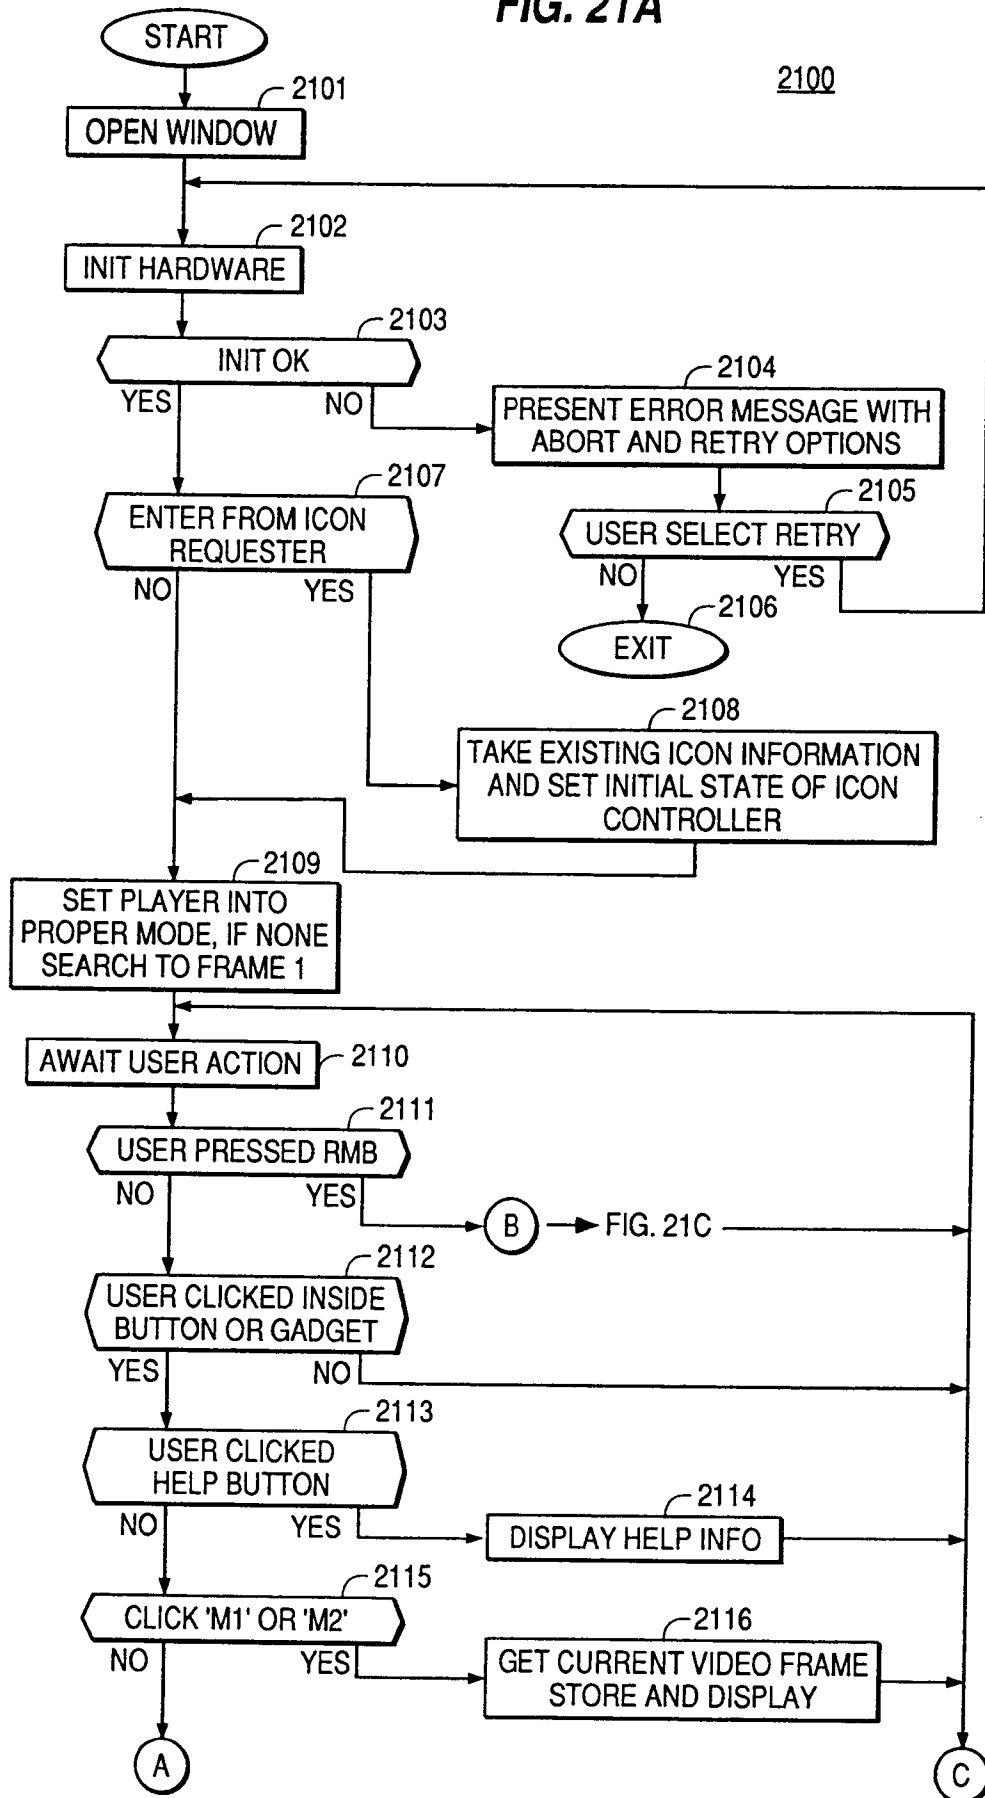 FIG. 21A
START
2100
2101
OPEN WINDOW
2102
INIT HARDWARE
2103
INIT OK
YES
NO
2104
PRESENT ERROR MESSAGE WITH
ABORT AND RETRY OPTIONS
2105
USER SELECT RETRY
NO
YES
2106
EXIT
2107
ENTER FROM ICON
REQUESTER
NO
YES
2108
TAKE EXISTING ICON INFORMATION
AND SET INITIAL STATE OF ICON
CONTROLLER
2109
SET PLAYER INTO
PROPER MODE, IF NONE
SEARCH TO FRAME 1
AWAIT USER ACTION
2110
2111
USER PRESSED RMB
NO
YES
B
FIG. 21C
2112
USER CLICKED INSIDE
BUTTON OR GADGET
YES
NO
2113
USER CLICKED
HELP BUTTON
NO
YES
2114
DISPLAY HELP INFO
2115
CLICK 'M1' OR 'M2'
NO
YES
2116
GET CURRENT VIDEO FRAME
STORE AND DISPLAY
A
C